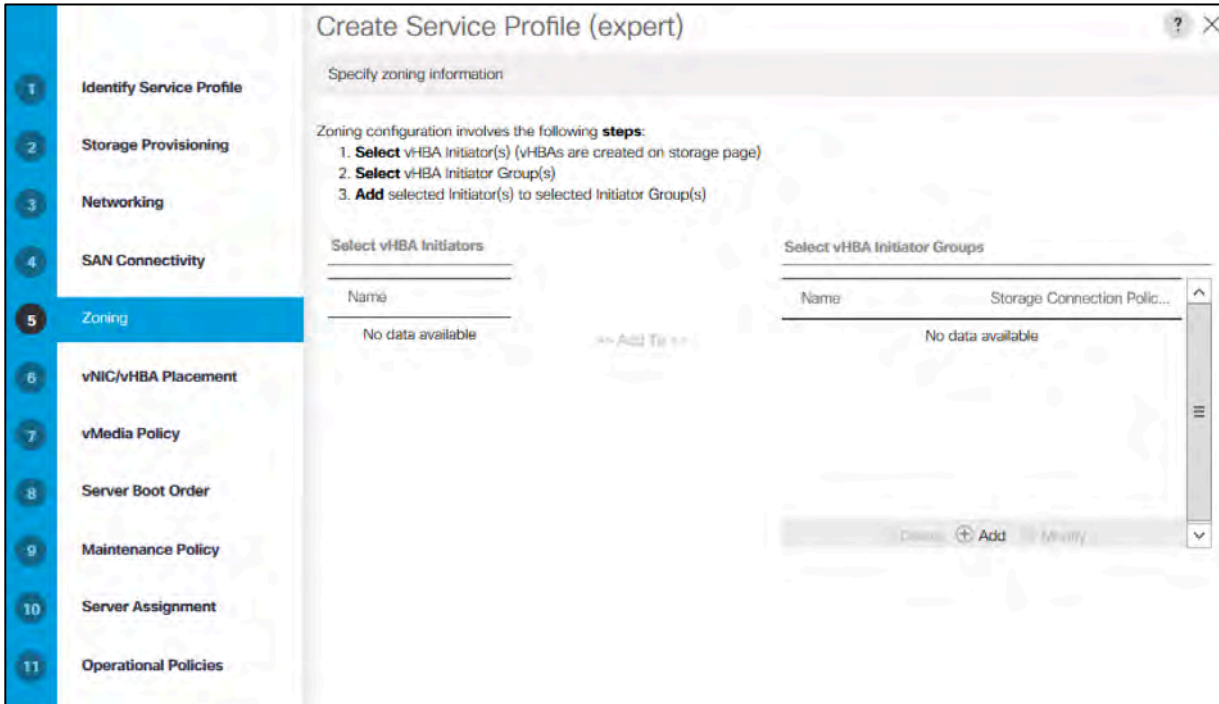 Create Service Profile (expert)
? ×
Specify zoning information
1 Identify Service Profile
2 Storage Provisioning
3 Networking
4 SAN Connectivity
5 Zoning
6 vNIC/vHBA Placement
7 vMedia Policy
8 Server Boot Order
9 Maintenance Policy
10 Server Assignment
11 Operational Policies
Zoning configuration involves the following steps:
1. Select vHBA Initiator(s) (vHBAs are created on storage page)
2. Select vHBA Initiator Group(s)
3. Add selected Initiator(s) to selected Initiator Group(s)
Select vHBA Initiators
Name
No data available
>> Add To >>
Select vHBA Initiator Groups
Name Storage Connection Polic...
No data available
Delete Add Modify